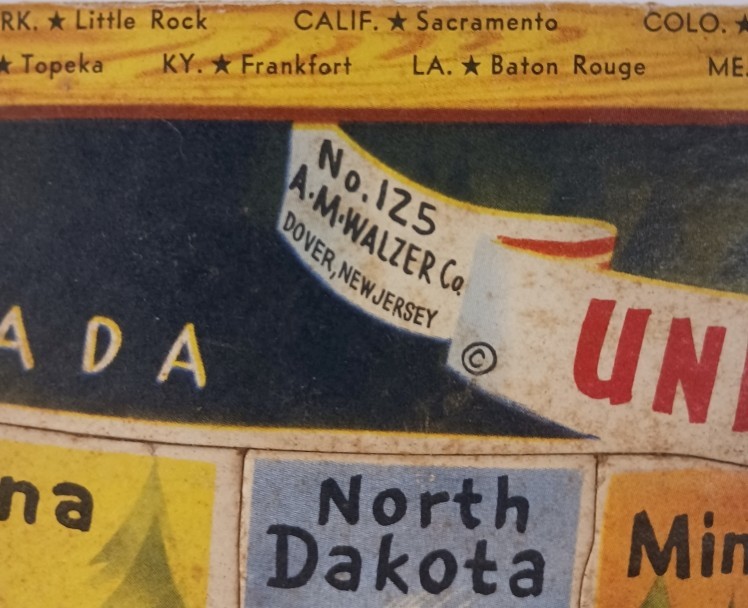 RK. ★ Little Rock CALIF. ★ Sacramento COLO. ★
★ Topeka KY. ★ Frankfort LA. ★ Baton Rouge ME.
No. 125
A·M·WALZER Co.
DOVER, NEW JERSEY
ADA
© UNI
na
North
Dakota
Min